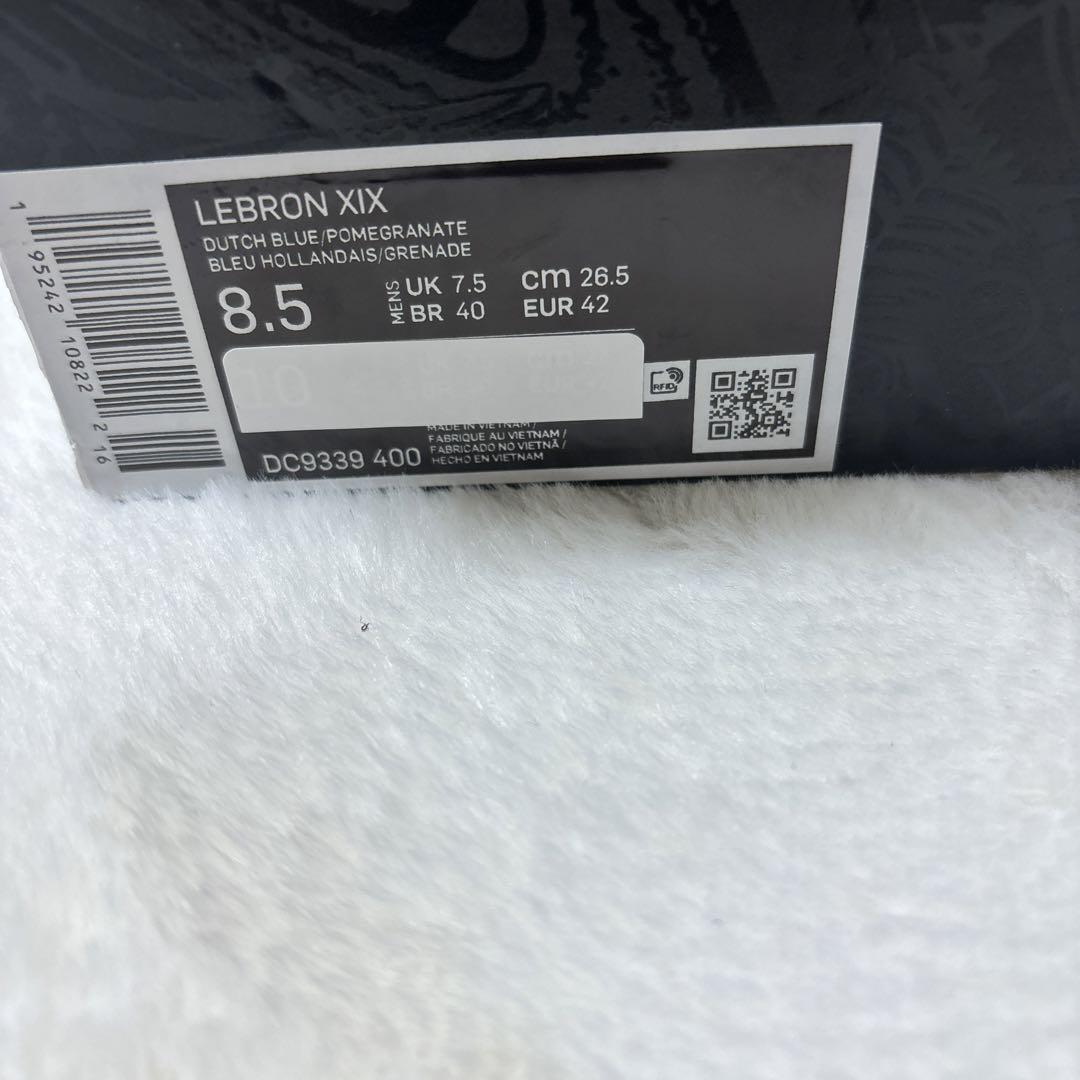 LEBRON XIX
DUTCH BLUE/POMEGRANATE
BLEU HOLLANDAIS/GRENADE
8.5 MENS UK 7.5 cm 26.5
BR 40 EUR 42
10
RFID
MADE IN VIETNAM /
FABRIQUE AU VIETNAM /
FABRICADO NO VIETNÃ /
HECHO EN VIETNAM
DC9339 400
1 95242 10822 2 16